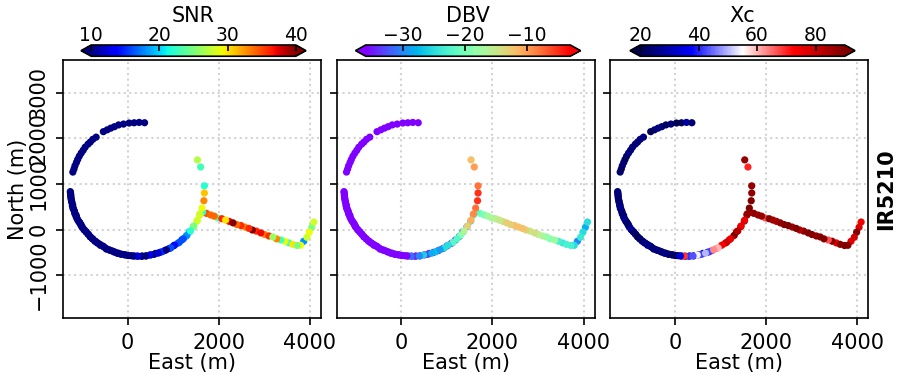 SNR
10 20 30 40
DBV
−30 −20 −10
Xc
20 40 60 80
North (m)
3000
2000
1000
0
−1000
0 2000 4000
East (m)
0 2000 4000
East (m)
0 2000 4000
East (m)
IR5210